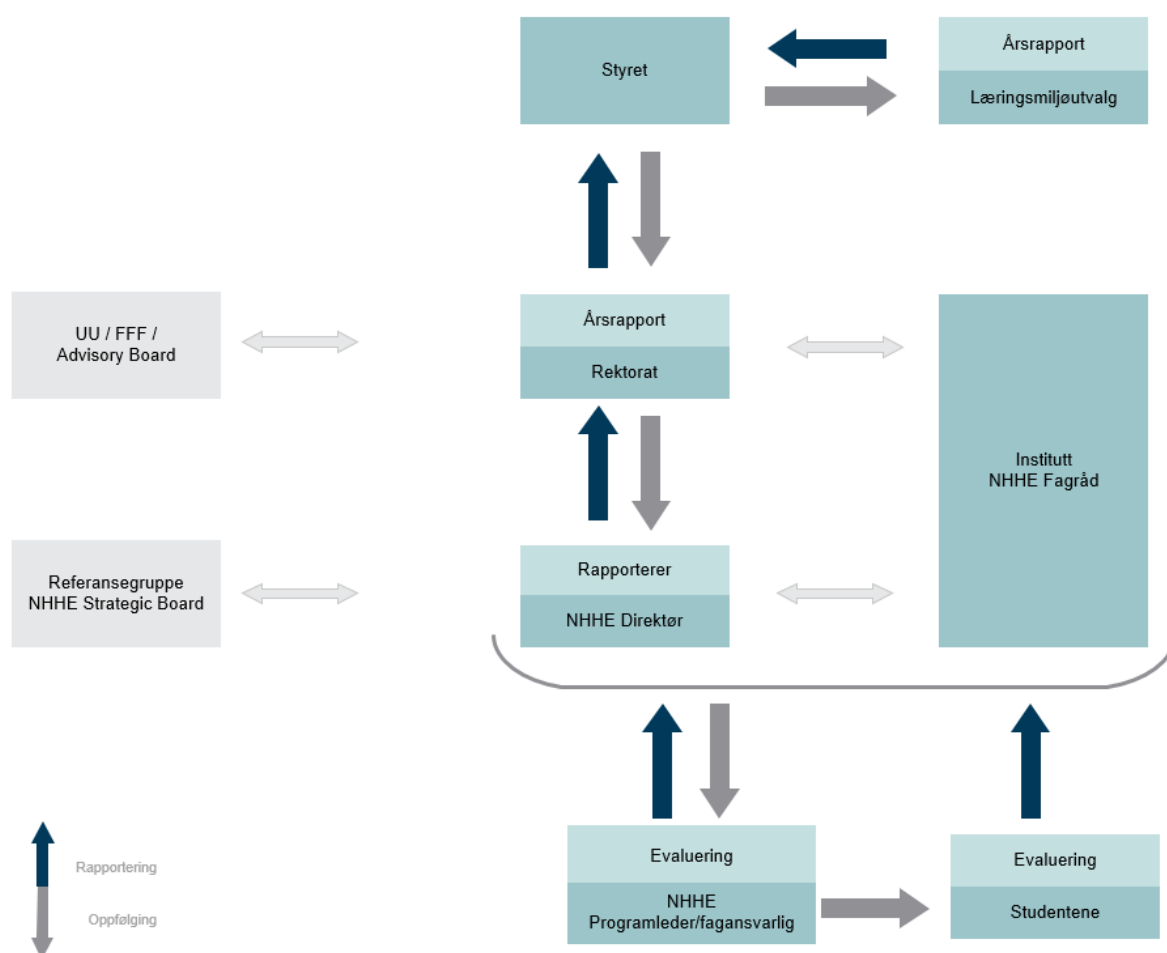 Styret
Årsrapport
Læringsmiljøutvalg
UU / FFF /
Advisory Board
Årsrapport
Rektorat
Institutt
NHHE Fagråd
Referansegruppe
NHHE Strategic Board
Rapporterer
NHHE Direktør
Rapportering
Oppfølging
Evaluering
NHHE
Programleder/fagansvarlig
Evaluering
Studentene